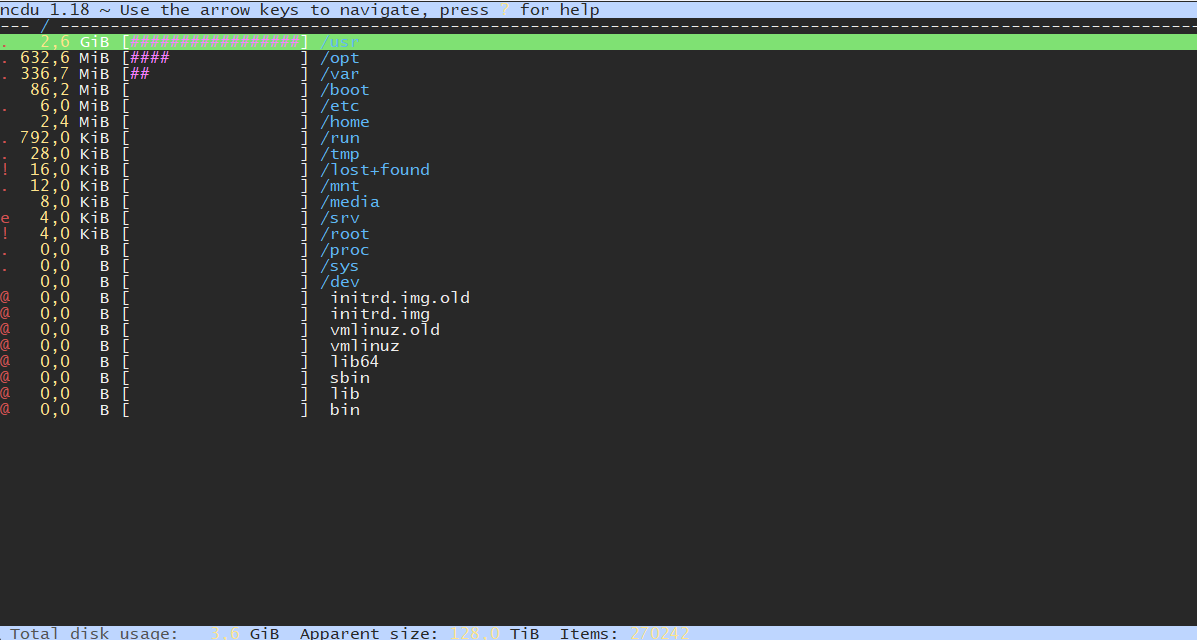 ncdu 1.18 ~ Use the arrow keys to navigate, press ? for help
--- / ------------------------------------------------------------------------------------------------------------------
. 2,6 GiB [#################] /usr
. 632,6 MiB [#### ] /opt
. 336,7 MiB [## ] /var
86,2 MiB [ ] /boot
. 6,0 MiB [ ] /etc
2,4 MiB [ ] /home
. 792,0 KiB [ ] /run
. 28,0 KiB [ ] /tmp
! 16,0 KiB [ ] /lost+found
. 12,0 KiB [ ] /mnt
8,0 KiB [ ] /media
e 4,0 KiB [ ] /srv
! 4,0 KiB [ ] /root
. 0,0 B [ ] /proc
. 0,0 B [ ] /sys
0,0 B [ ] /dev
@ 0,0 B [ ] initrd.img.old
@ 0,0 B [ ] initrd.img
@ 0,0 B [ ] vmlinuz.old
@ 0,0 B [ ] vmlinuz
@ 0,0 B [ ] lib64
@ 0,0 B [ ] sbin
@ 0,0 B [ ] lib
@ 0,0 B [ ] bin
Total disk usage: 3,6 GiB Apparent size: 128,0 TiB Items: 270242